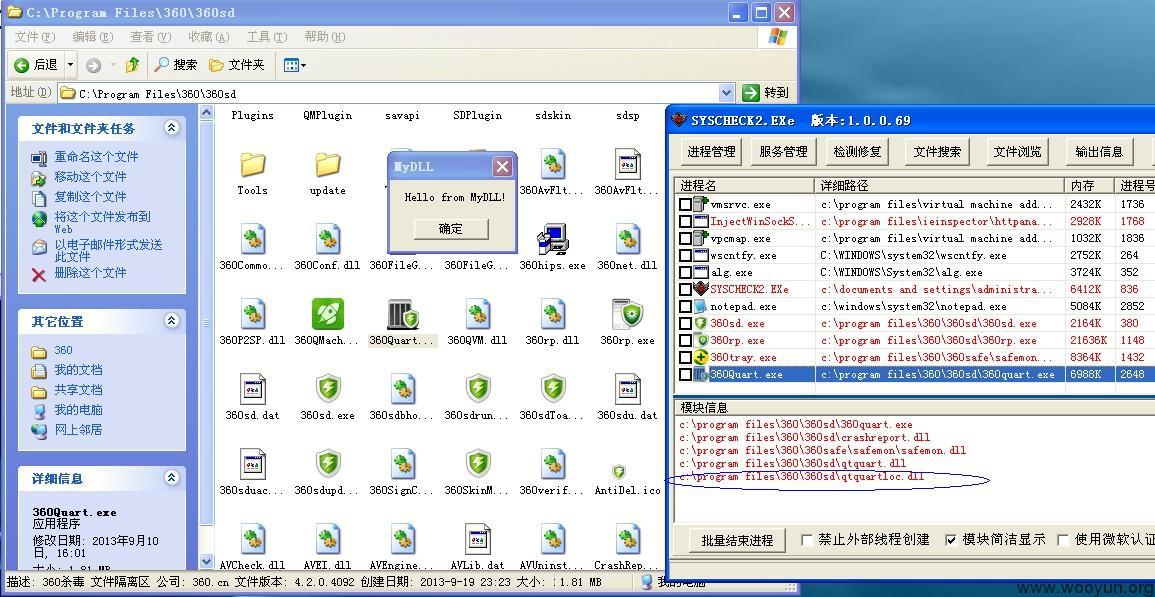 C:\Program Files\360\360sd
文件(F) 编辑(E) 查看(V) 收藏(A) 工具(T) 帮助(H)
后退 搜索 文件夹
地址(D) C:\Program Files\360\360sd 转到
文件和文件夹任务
重命名这个文件
移动这个文件
复制这个文件
将这个文件发布到
Web
以电子邮件形式发送
此文件
删除这个文件
其它位置
360
我的文档
共享文档
我的电脑
网上邻居
详细信息
360Quart.exe
应用程序
修改日期: 2013年9月10
日, 16:01
大小: 1.81 MB
Plugins QMPlugin savapi SDPlugin sdskin sdsp
Tools update 360AvFlt... 360AvFlt...
360Commo... 360Conf.dll 360FileG... 360FileG... 360hips.exe 360net.dll
360P2SP.dll 360QMach... 360Quart... 360QVM.dll 360rp.dll 360rp.exe
360sd.dat 360sd.exe 360sdbho... 360sdrun... 360sdToa... 360sdu.dat
360sduac... 360sdupd... 360SignC... 360SkinM... 360verif... AntiDel.ico
AVCheck.dll AVEI.dll AVEngine... AVLib.dat AVUninst... CrashRep...
MyDLL
Hello from MyDLL!
确定
描述: 360杀毒 文件隔离区 公司: 360.cn 文件版本: 4.2.0.4092 创建日期: 2013-9-19 23:23 大小: 1.81 MB
1.81 MB 我的电脑
SYSCHECK2.EXe 版本:1.0.0.69
进程管理 服务管理 检测修复 文件搜索 文件浏览 输出信息
进程名 详细路径 内存 进程号
vmsrvc.exe c:\program files\virtual machine add... 2432K 1736
InjectWinSockS... c:\program files\ieinspector\httpana... 2928K 1768
vpcmap.exe c:\program files\virtual machine add... 1032K 1836
wscntfy.exe C:\WINDOWS\system32\wscntfy.exe 2752K 264
alg.exe C:\WINDOWS\System32\alg.exe 3724K 352
SYSCHECK2.EXe c:\documents and settings\administra... 6412K 836
notepad.exe c:\windows\system32\notepad.exe 5084K 2852
360sd.exe c:\program files\360\360sd\360sd.exe 2164K 380
360rp.exe c:\program files\360\360sd\360rp.exe 21636K 1148
360tray.exe c:\program files\360\360safe\safemon... 8364K 1432
360Quart.exe c:\program files\360\360sd\360quart.exe 6988K 2648
模块信息
c:\program files\360\360sd\360quart.exe
c:\program files\360\360sd\crashreport.dll
c:\program files\360\360safe\safemon\safemon.dll
c:\program files\360\360sd\qtquart.dll
c:\program files\360\360sd\qtquartloc.dll
批量结束进程 禁止外部线程创建 模块简洁显示 使用微软认证
www.wooyun.org